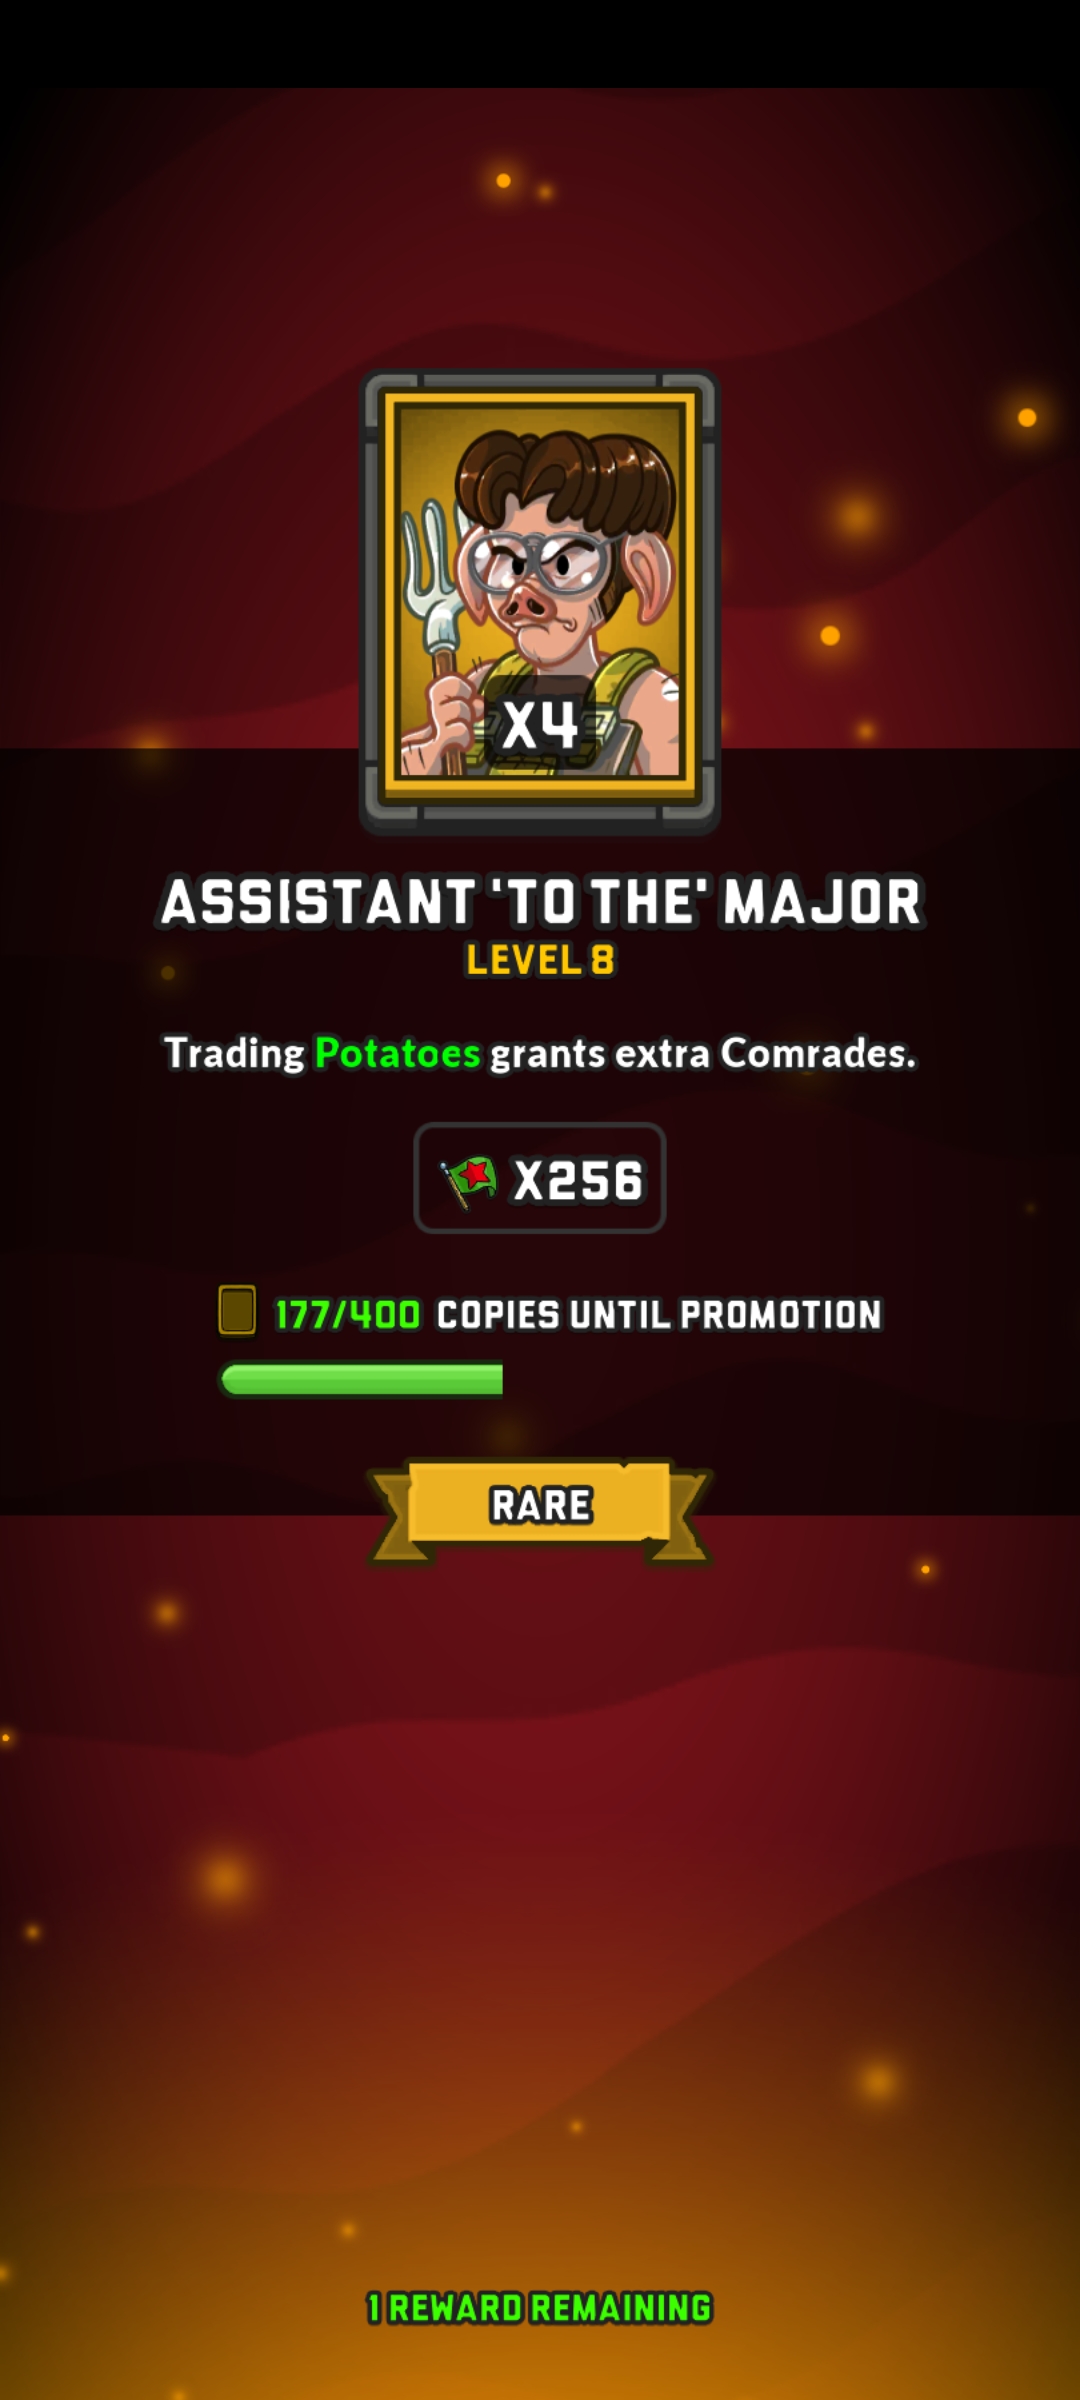 X4
ASSISTANT 'TO THE' MAJOR
LEVEL 8
Trading Potatoes grants extra Comrades.
X256
177/400 COPIES UNTIL PROMOTION
RARE
1 REWARD REMAINING